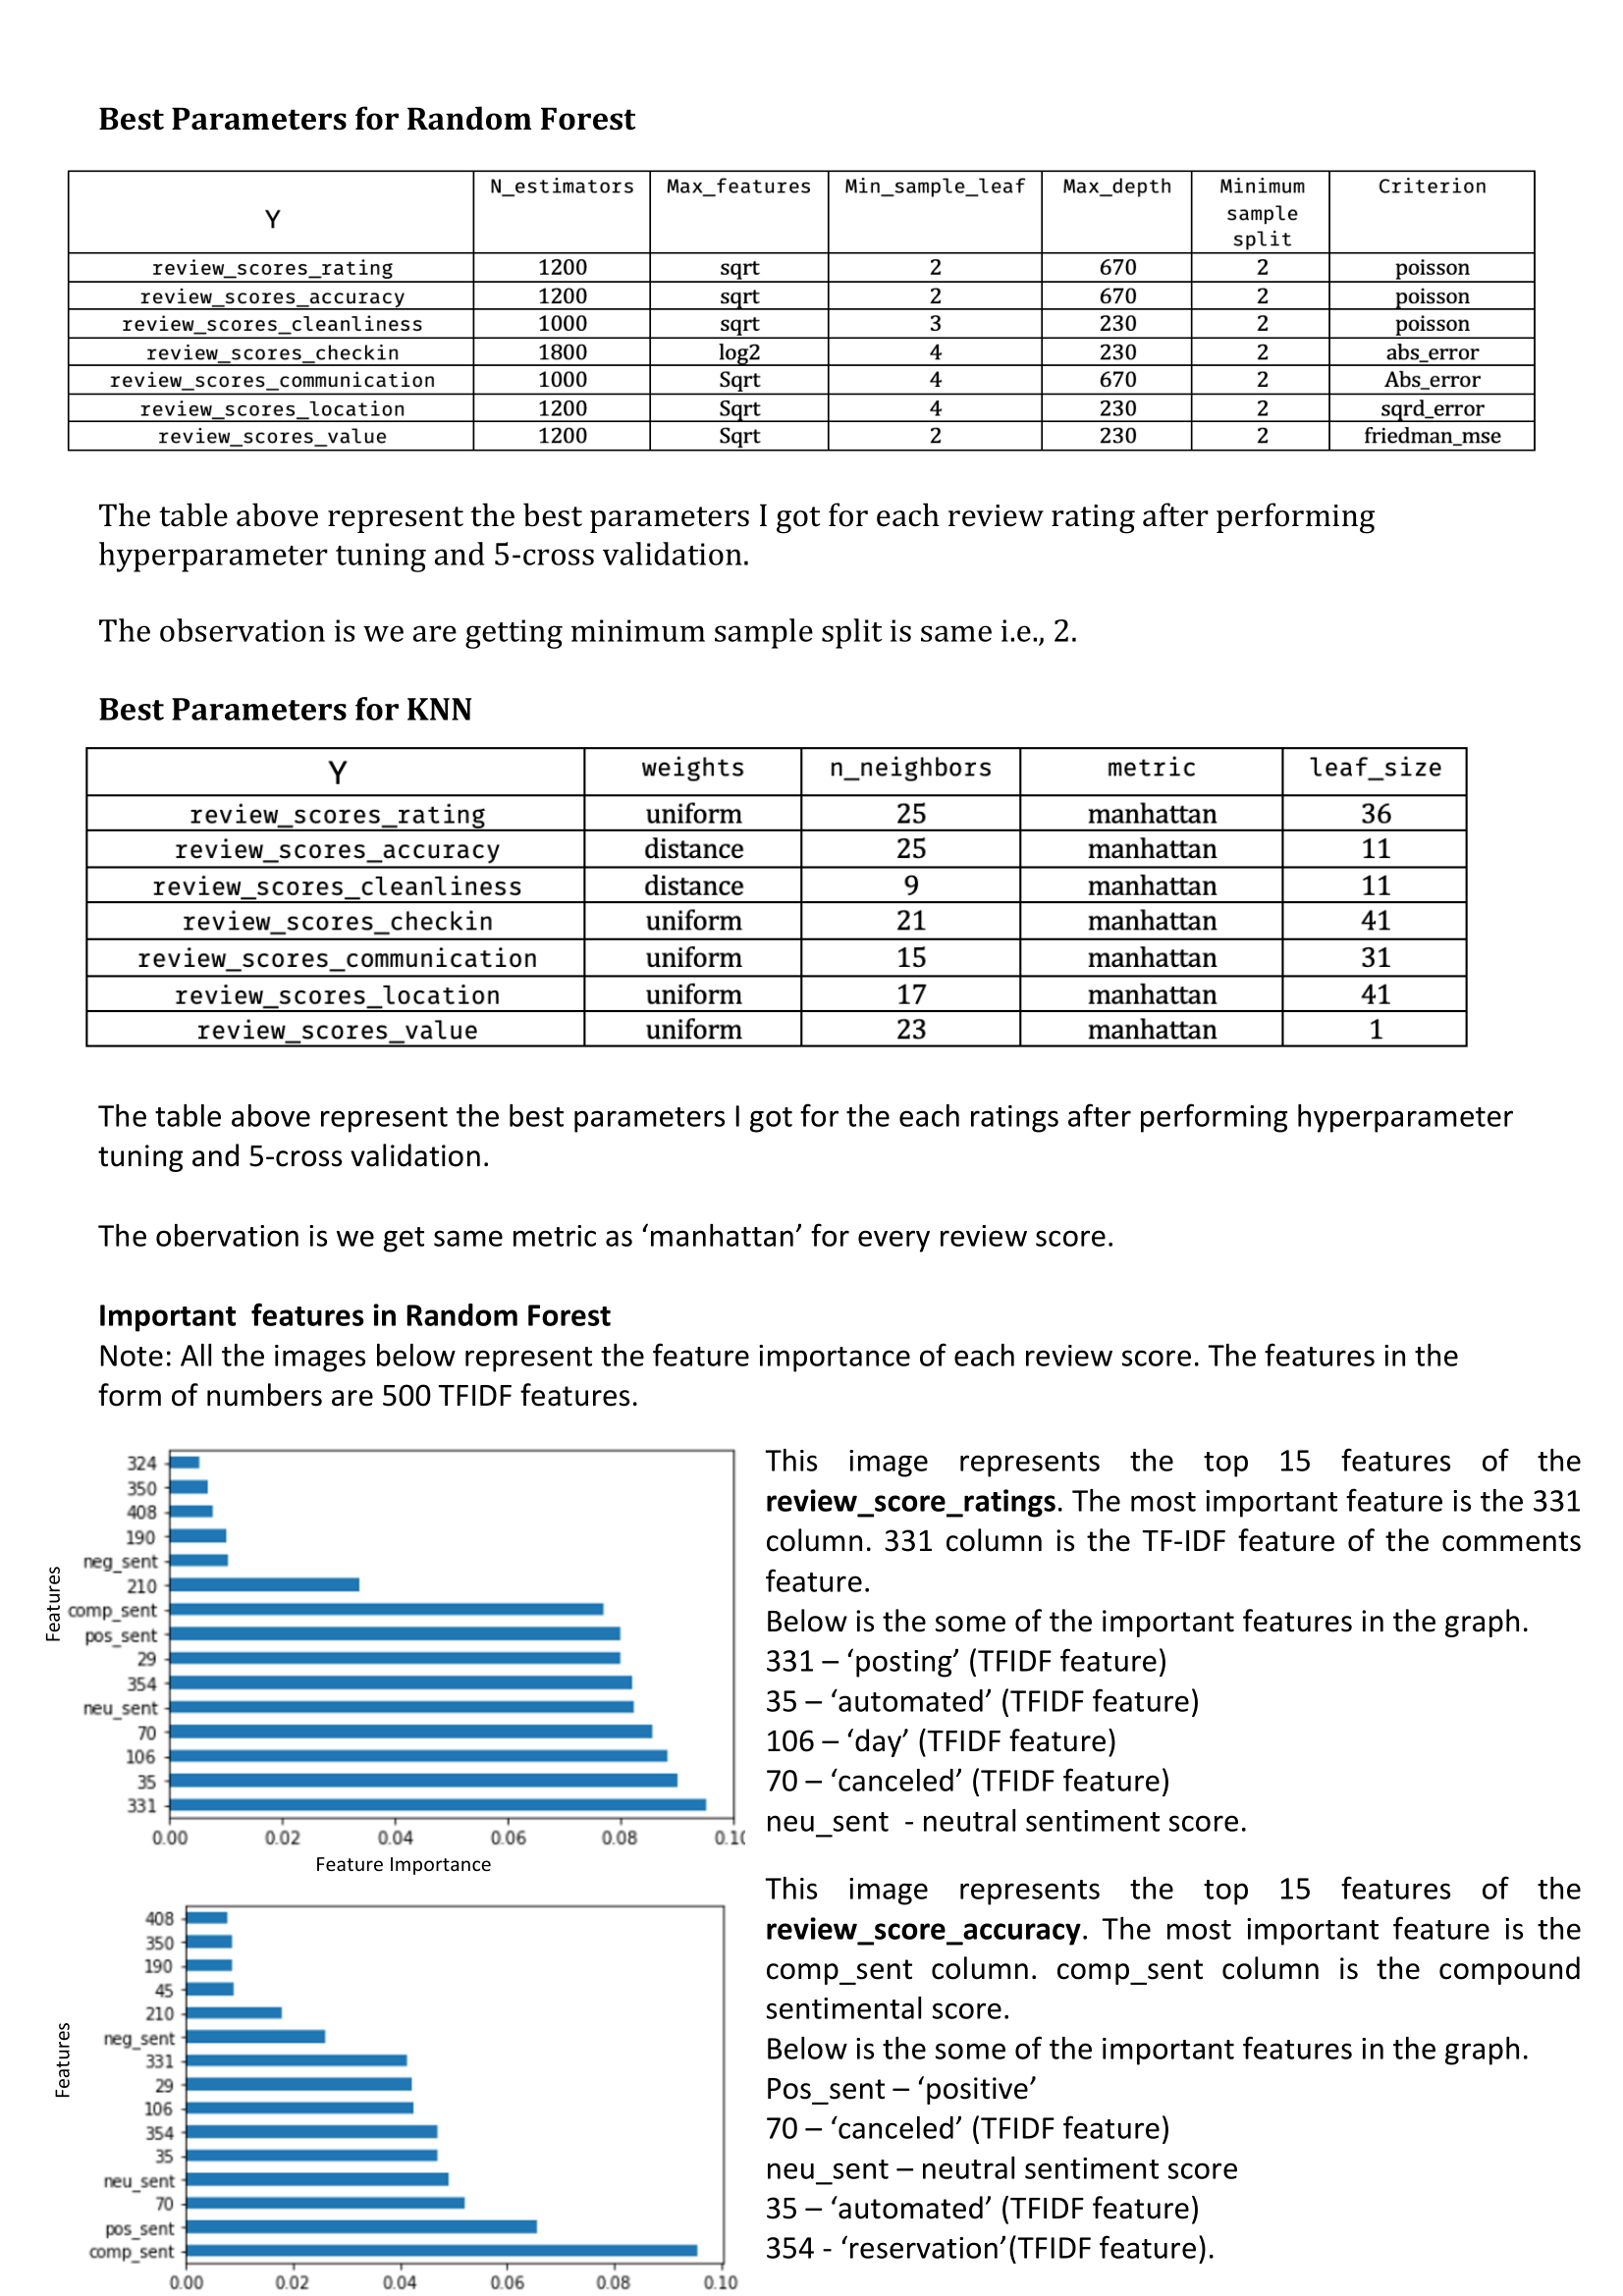 Best Parameters for Random Forest
Y N_estimators Max_features Min_sample_leaf Max_depth Minimum sample split Criterion
review_scores_rating 1200 sqrt 2 670 2 poisson
review_scores_accuracy 1200 sqrt 2 670 2 poisson
review_scores_cleanliness 1000 sqrt 3 230 2 poisson
review_scores_checkin 1800 log2 4 230 2 abs_error
review_scores_communication 1000 Sqrt 4 670 2 Abs_error
review_scores_location 1200 Sqrt 4 230 2 sqrd_error
review_scores_value 1200 Sqrt 2 230 2 friedman_mse
The table above represent the best parameters I got for each review rating after performing
hyperparameter tuning and 5-cross validation.
The observation is we are getting minimum sample split is same i.e., 2.
Best Parameters for KNN
Y weights n_neighbors metric leaf_size
review_scores_rating uniform 25 manhattan 36
review_scores_accuracy distance 25 manhattan 11
review_scores_cleanliness distance 9 manhattan 11
review_scores_checkin uniform 21 manhattan 41
review_scores_communication uniform 15 manhattan 31
review_scores_location uniform 17 manhattan 41
review_scores_value uniform 23 manhattan 1
The table above represent the best parameters I got for the each ratings after performing hyperparameter
tuning and 5-cross validation.
The obervation is we get same metric as ‘manhattan’ for every review score.
Important  features in Random Forest
Note: All the images below represent the feature importance of each review score. The features in the
form of numbers are 500 TFIDF features.
Features
324
350
408
190
neg_sent
210
comp_sent
pos_sent
29
354
neu_sent
70
106
35
331
0.00 0.02 0.04 0.06 0.08 0.10
Feature Importance
This image represents the top 15 features of the
review_score_ratings. The most important feature is the 331
column. 331 column is the TF-IDF feature of the comments
feature.
Below is the some of the important features in the graph.
331 – ‘posting’ (TFIDF feature)
35 – ‘automated’ (TFIDF feature)
106 – ‘day’ (TFIDF feature)
70 – ‘canceled’ (TFIDF feature)
neu_sent  - neutral sentiment score.
Features
408
350
190
45
210
neg_sent
331
29
106
354
35
neu_sent
70
pos_sent
comp_sent
0.00 0.02 0.04 0.06 0.08 0.10
This image represents the top 15 features of the
review_score_accuracy. The most important feature is the
comp_sent column. comp_sent column is the compound
sentimental score.
Below is the some of the important features in the graph.
Pos_sent – ‘positive’
70 – ‘canceled’ (TFIDF feature)
neu_sent – neutral sentiment score
35 – ‘automated’ (TFIDF feature)
354 - ‘reservation’(TFIDF feature).